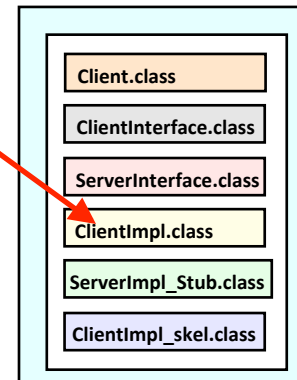 Client.class
ClientInterface.class
ServerInterface.class
ClientImpl.class
ServerImpl_Stub.class
ClientImpl_skel.class